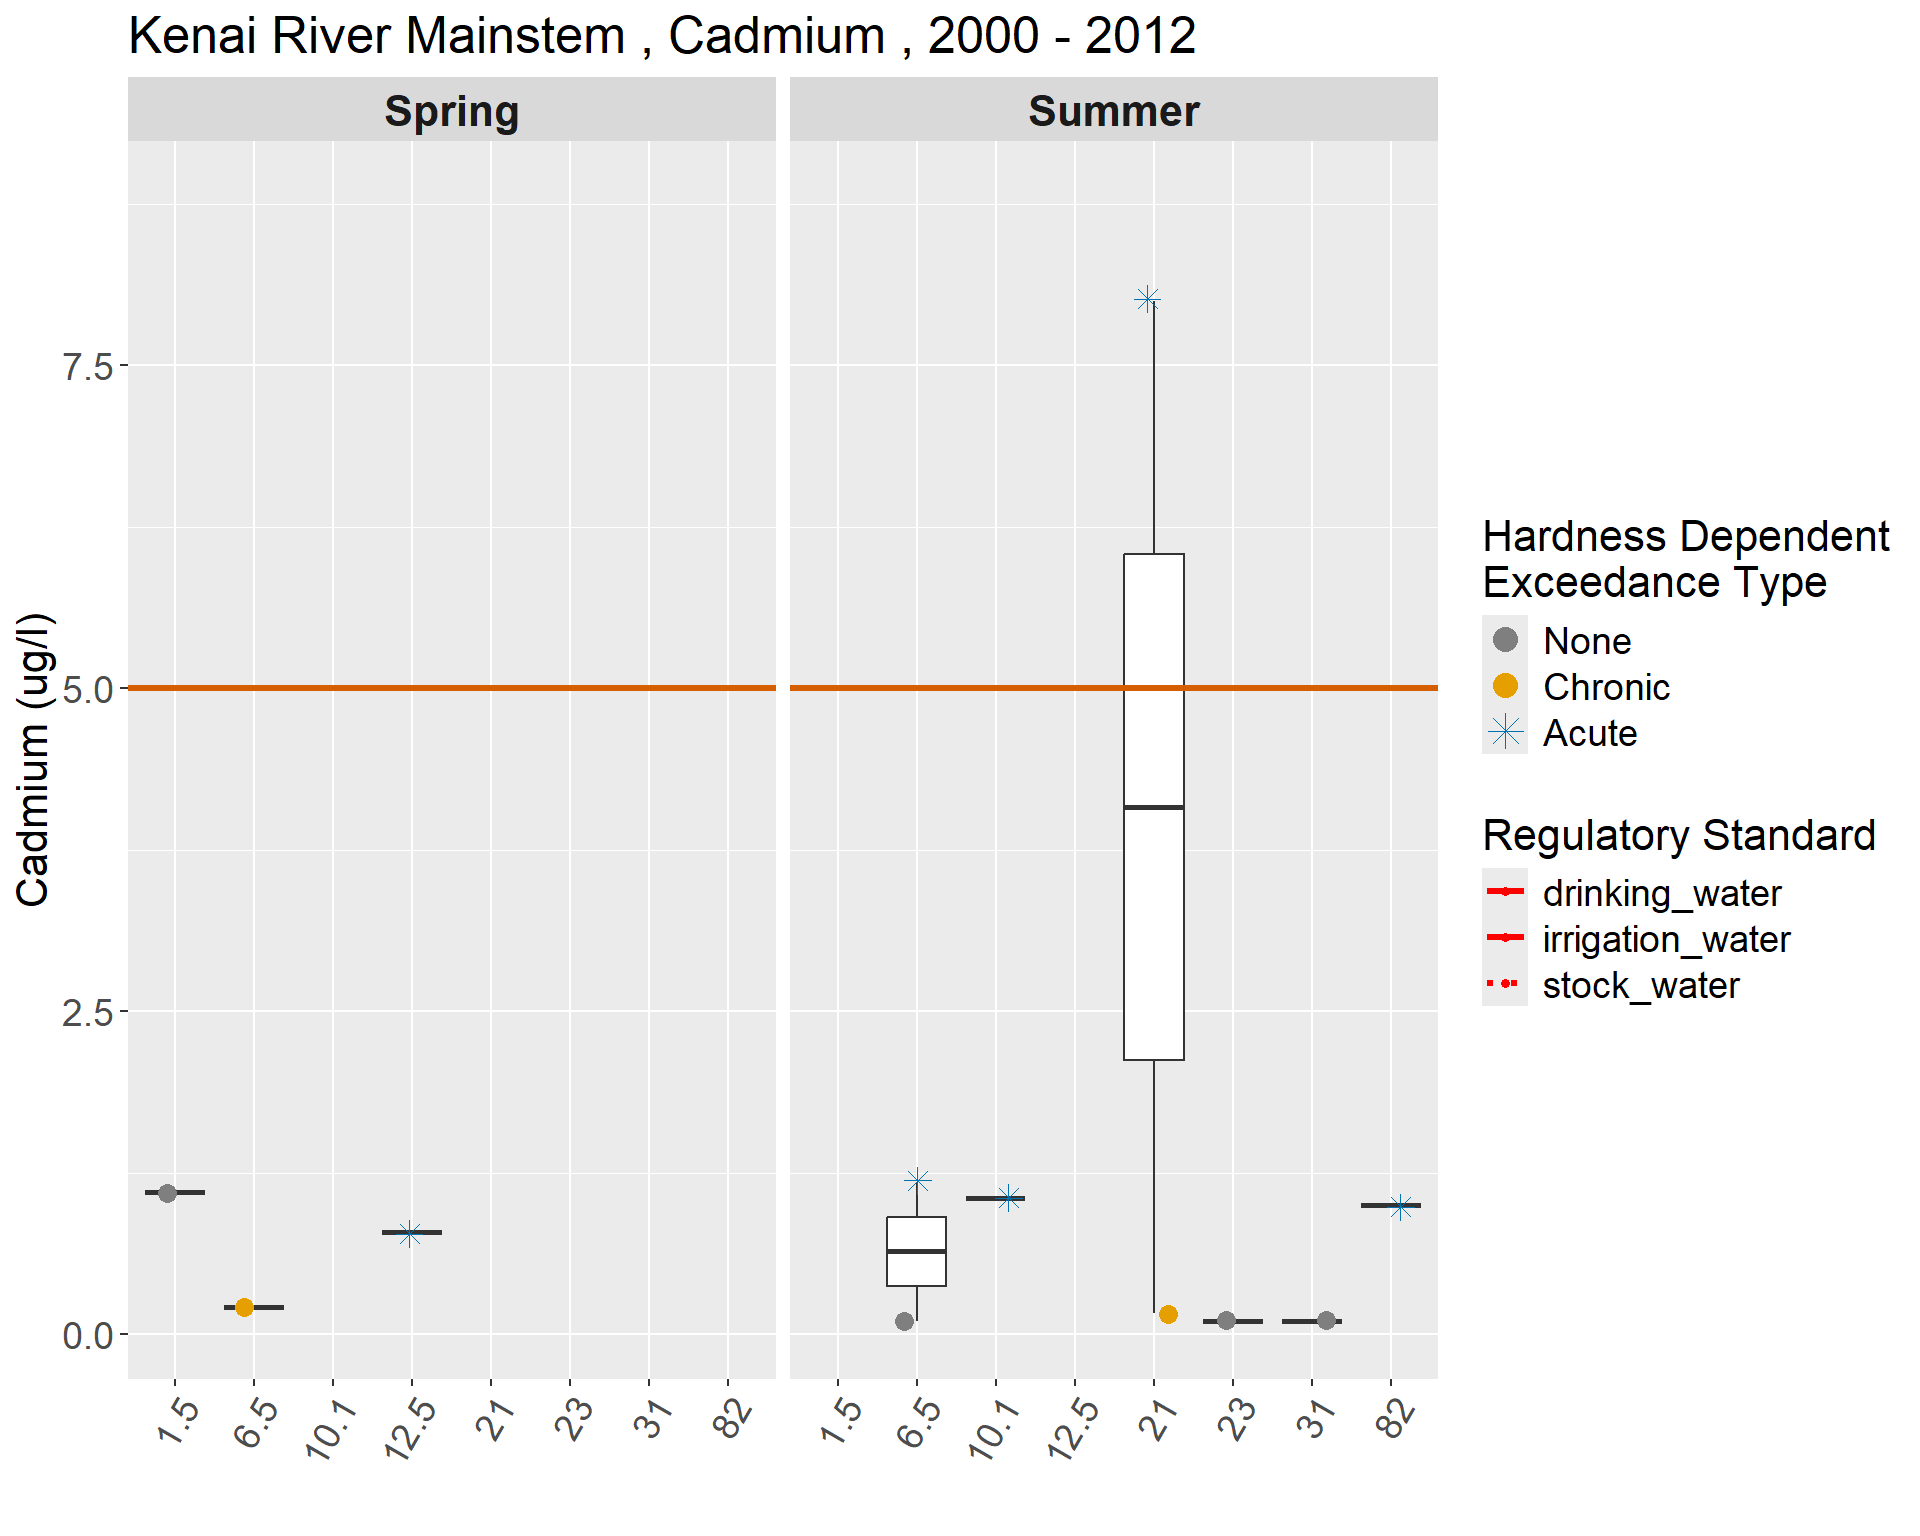 Kenai River Mainstem , Cadmium , 2000 - 2012
Spring
Summer
Cadmium (ug/l)
7.5
5.0
2.5
0.0
1.5 6.5 10.1 12.5 21 23 31 82
1.5 6.5 10.1 12.5 21 23 31 82
Hardness Dependent
Exceedance Type
None
Chronic
Acute
Regulatory Standard
drinking_water
irrigation_water
stock_water